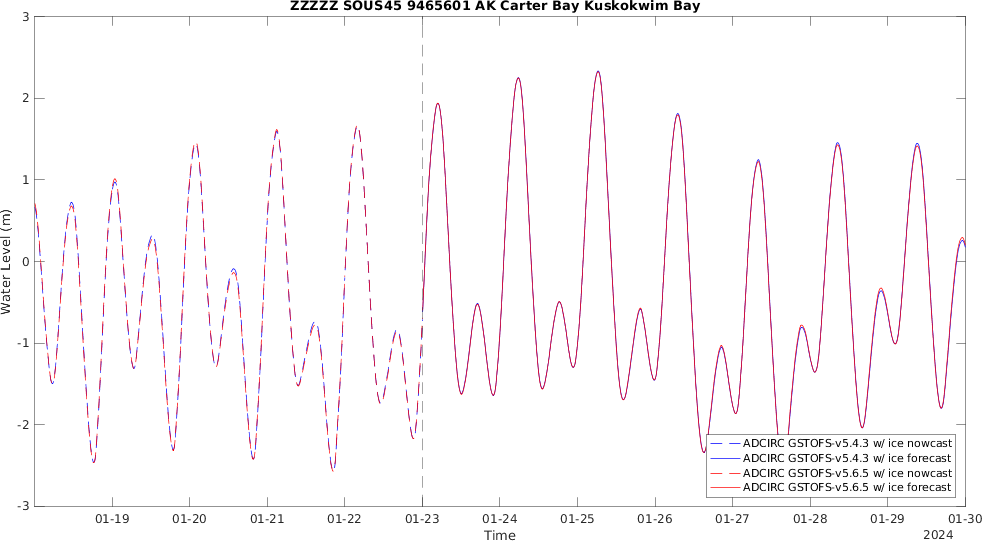 ZZZZZ SOUS45 9465601 AK Carter Bay Kuskokwim Bay
3
2
1
0
-1
-2
-3
Water Level (m)
ADCIRC GSTOFS-v5.4.3 w/ ice nowcast
ADCIRC GSTOFS-v5.4.3 w/ ice forecast
ADCIRC GSTOFS-v5.6.5 w/ ice nowcast
ADCIRC GSTOFS-v5.6.5 w/ ice forecast
01-19 01-20 01-21 01-22 01-23 01-24 01-25 01-26 01-27 01-28 01-29 01-30
Time 2024